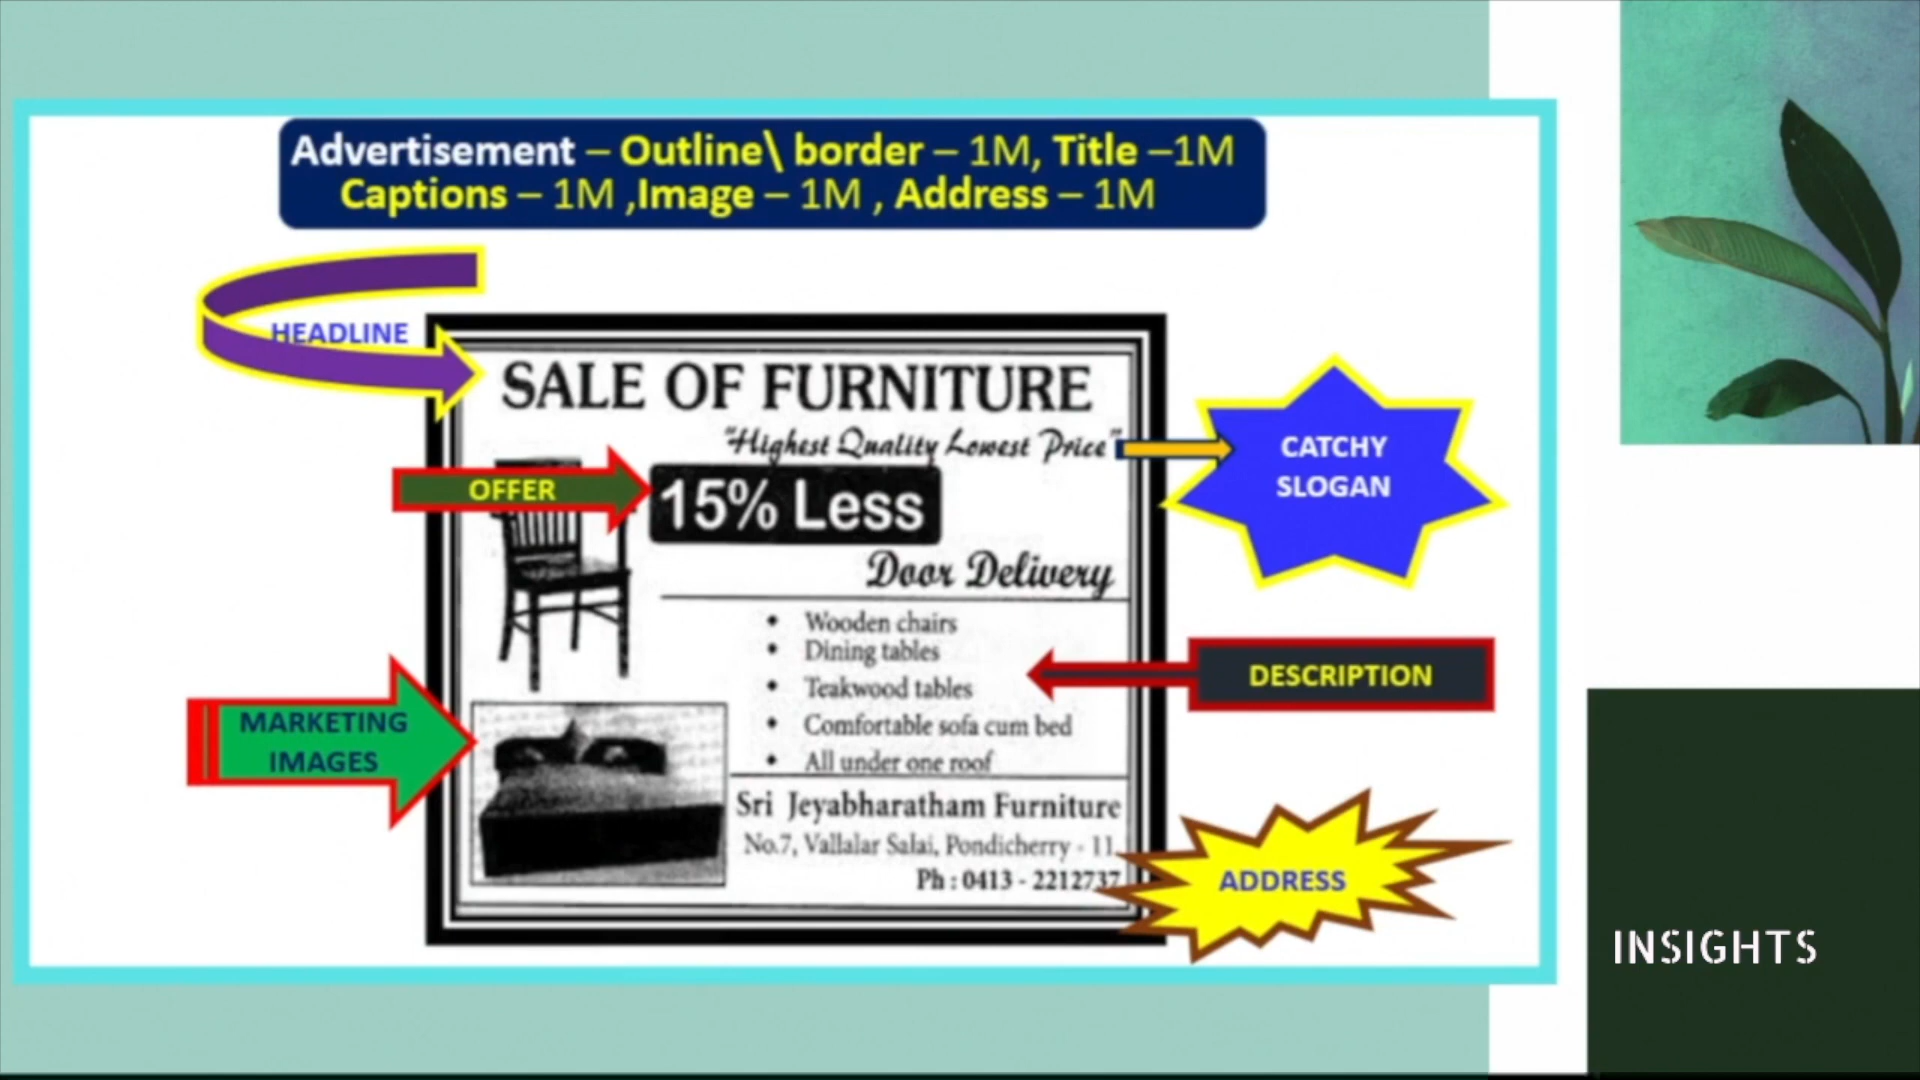 Advertisement – Outline\ border – 1M, Title –1M
Captions – 1M ,Image – 1M , Address – 1M
HEADLINE
SALE OF FURNITURE
"Highest Quality Lowest Price"
CATCHY
SLOGAN
OFFER
15% Less
Door Delivery
• Wooden chairs
• Dining tables
• Teakwood tables
• Comfortable sofa cum bed
• All under one roof
DESCRIPTION
MARKETING
IMAGES
Sri Jeyabharatham Furniture
No.7, Vallalar Salai, Pondicherry - 11.
Ph : 0413 - 2212737
ADDRESS
INSIGHTS